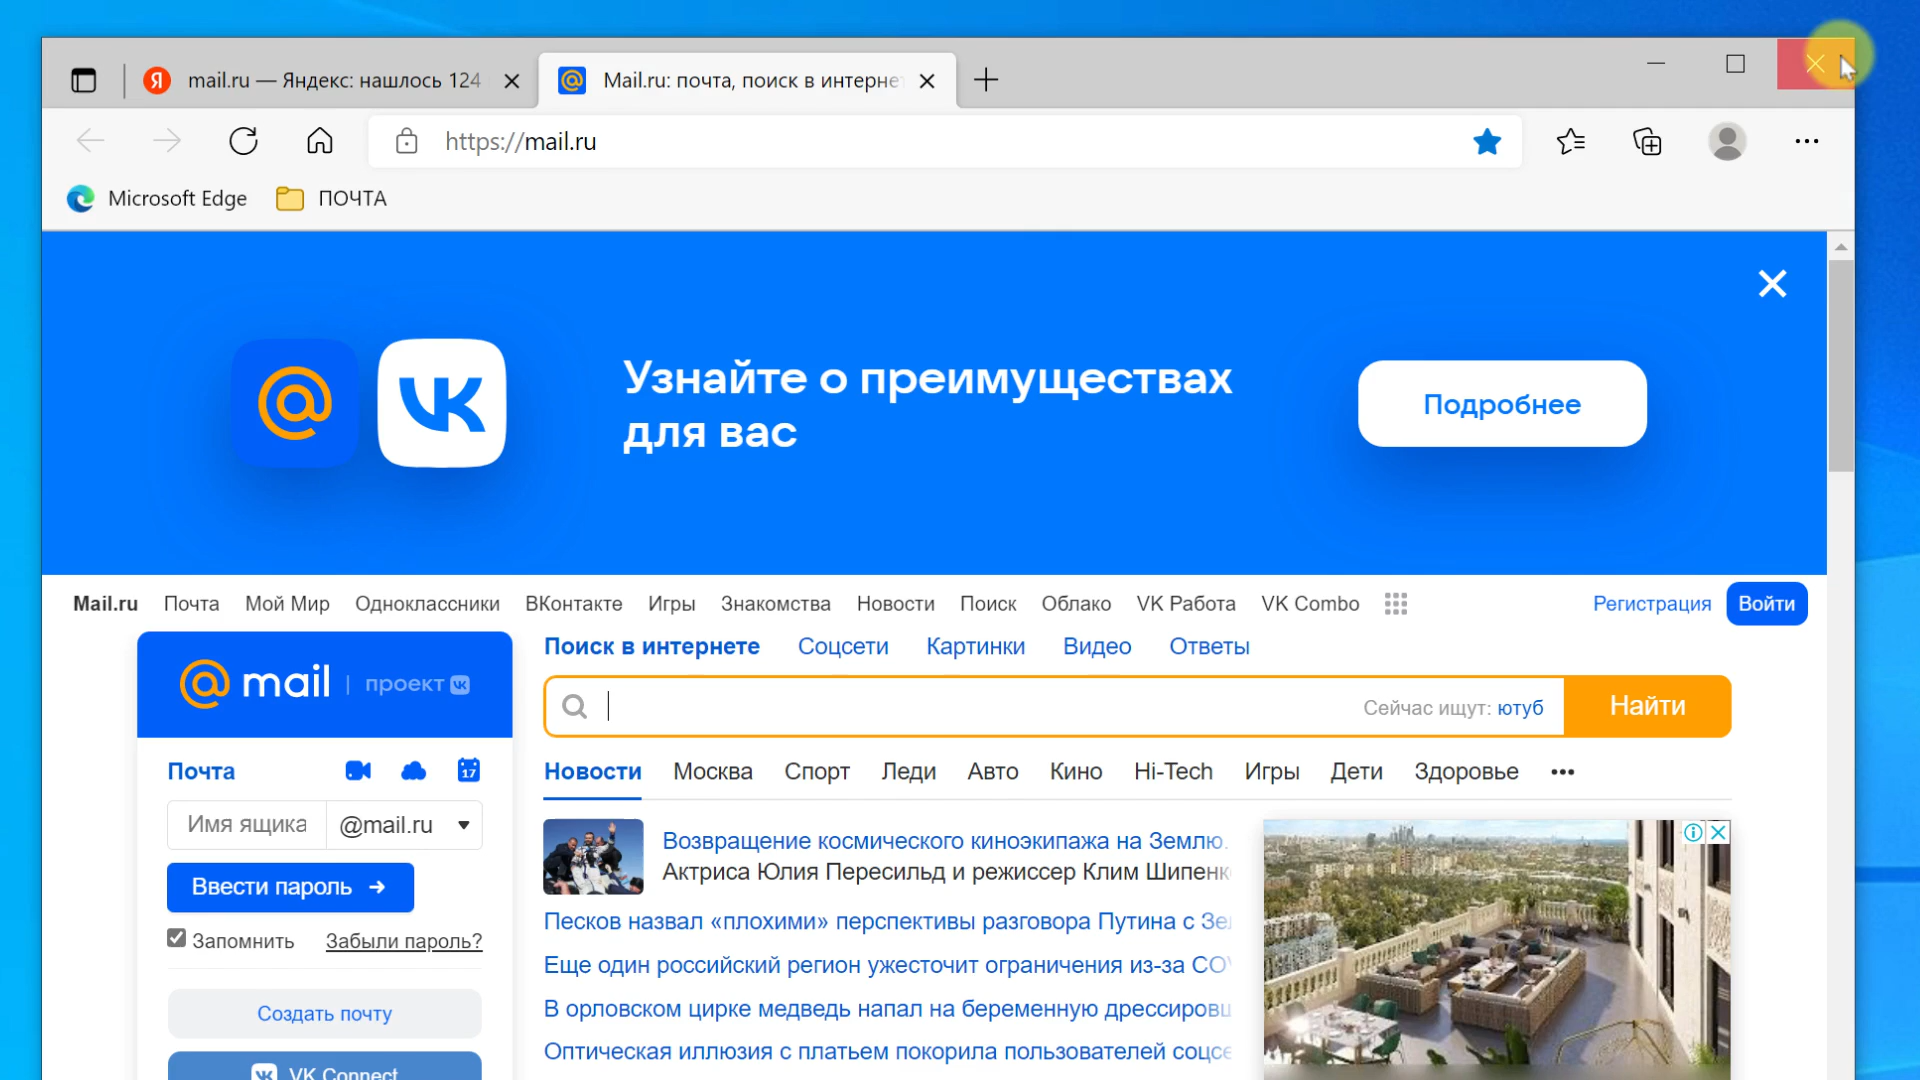 mail.ru — Яндекс: нашлось 124
Mail.ru: почта, поиск в интерне
https://mail.ru
Microsoft Edge
ПОЧТА
Узнайте о преимуществах
для вас
Подробнее
Mail.ru Почта Мой Мир Одноклассники ВКонтакте Игры Знакомства Новости Поиск Облако VK Работа VK Combo
Регистрация
Войти
mail | проект
Поиск в интернете Соцсети Картинки Видео Ответы
Сейчас ищут: ютуб
Найти
Почта
17
Имя ящика
@mail.ru
Ввести пароль
Запомнить
Забыли пароль?
Создать почту
VK Connect
Новости Москва Спорт Леди Авто Кино Hi-Tech Игры Дети Здоровье
Возвращение космического киноэкипажа на Землю.
Актриса Юлия Пересильд и режиссер Клим Шипенк
Песков назвал «плохими» перспективы разговора Путина с Зе
Еще один российский регион ужесточит ограничения из-за CO
В орловском цирке медведь напал на беременную дрессиров
Оптическая иллюзия с платьем покорила пользователей соцс